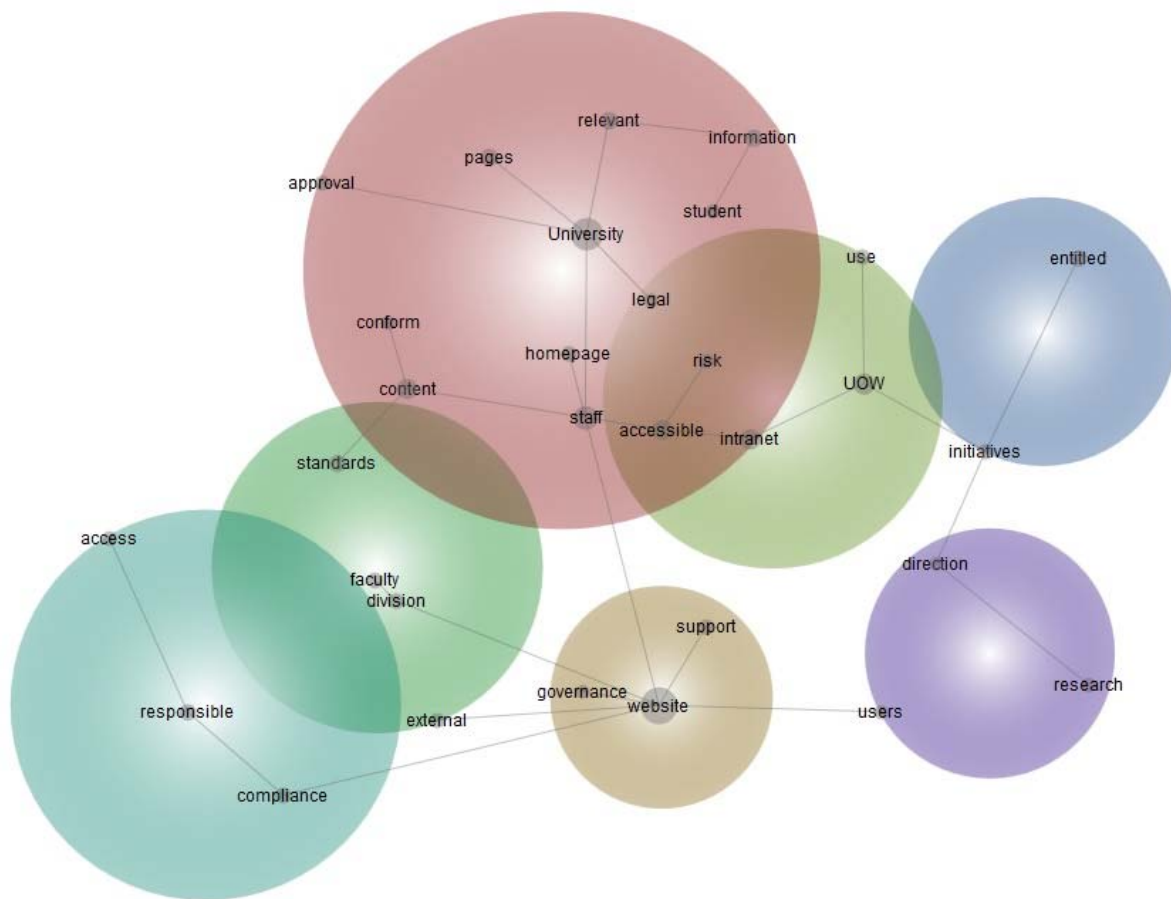 relevant
information
pages
approval
student
University
use
entitled
legal
conform
homepage
risk
content
UOW
staff
accessible
intranet
initiatives
standards
access
direction
faculty
division
support
research
governance
website
responsible
external
users
compliance